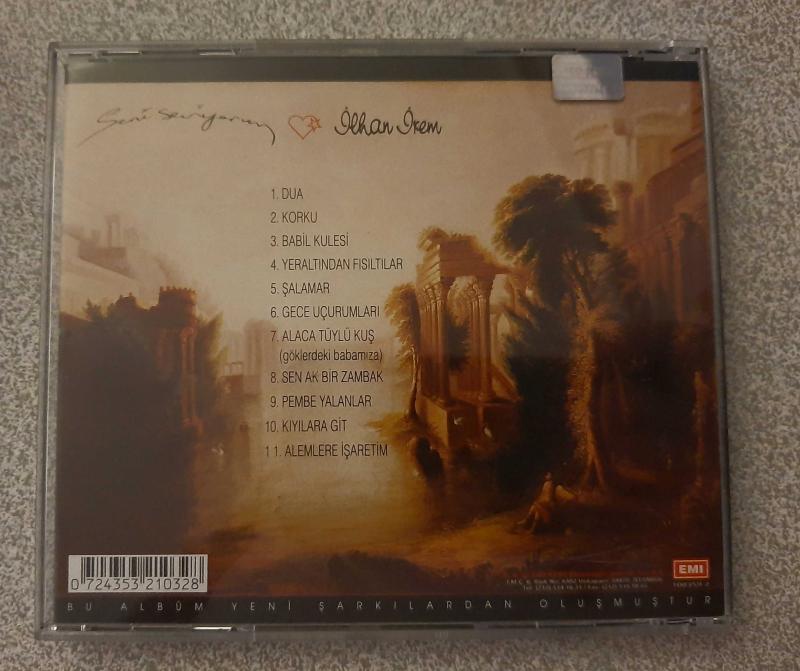 Seni Seviyorum İlhan İrem
1. DUA
2. KORKU
3. BABİL KULESİ
4. YERALTINDAN FISILTILAR
5. ŞALAMAR
6. GECE UÇURUMLARI
7. ALACA TÜYLÜ KUŞ
(göklerdeki babamıza)
8. SEN AK BİR ZAMBAK
9. PEMBE YALANLAR
10. KIYILARA GİT
11. ALEMLERE İŞARETİM
0 724353 210328
EMI
BU ALBÜM YENİ ŞARKILARDAN OLUŞMUŞTUR